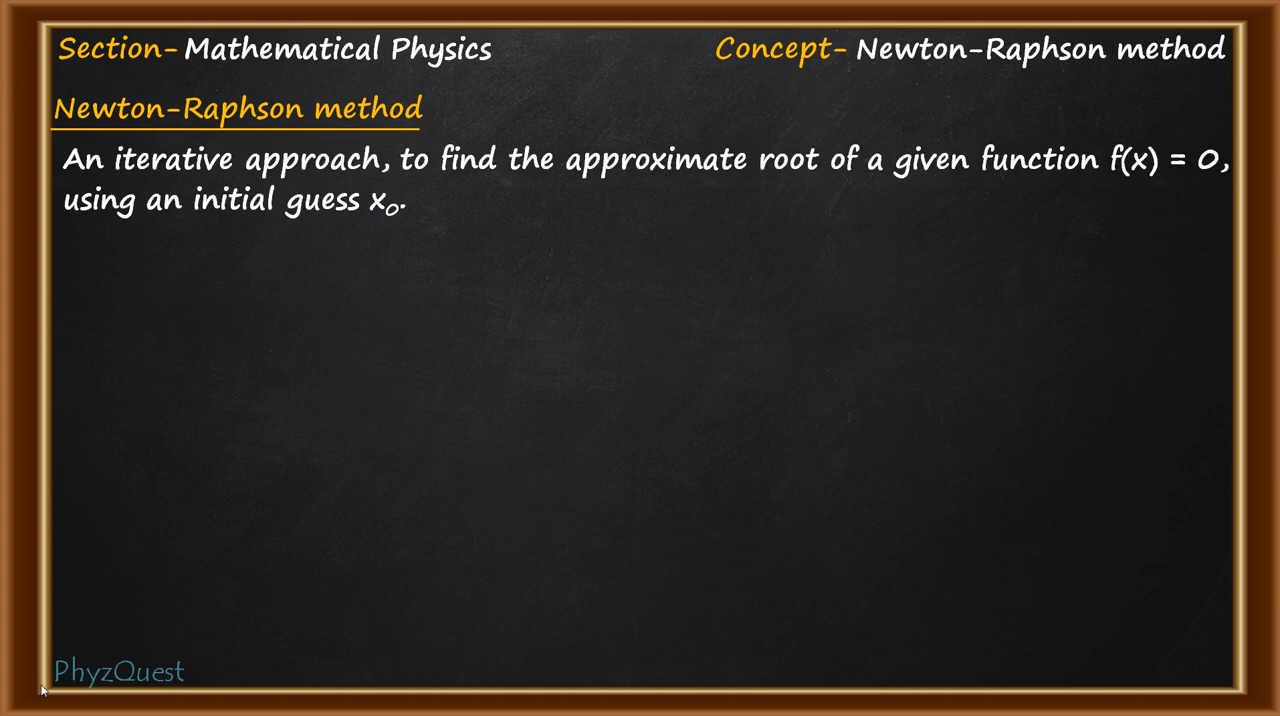 Section- Mathematical Physics
Concept- Newton-Raphson method
Newton-Raphson method
An iterative approach, to find the approximate root of a given function f(x) = 0,
using an initial guess x₀.
PhyzQuest